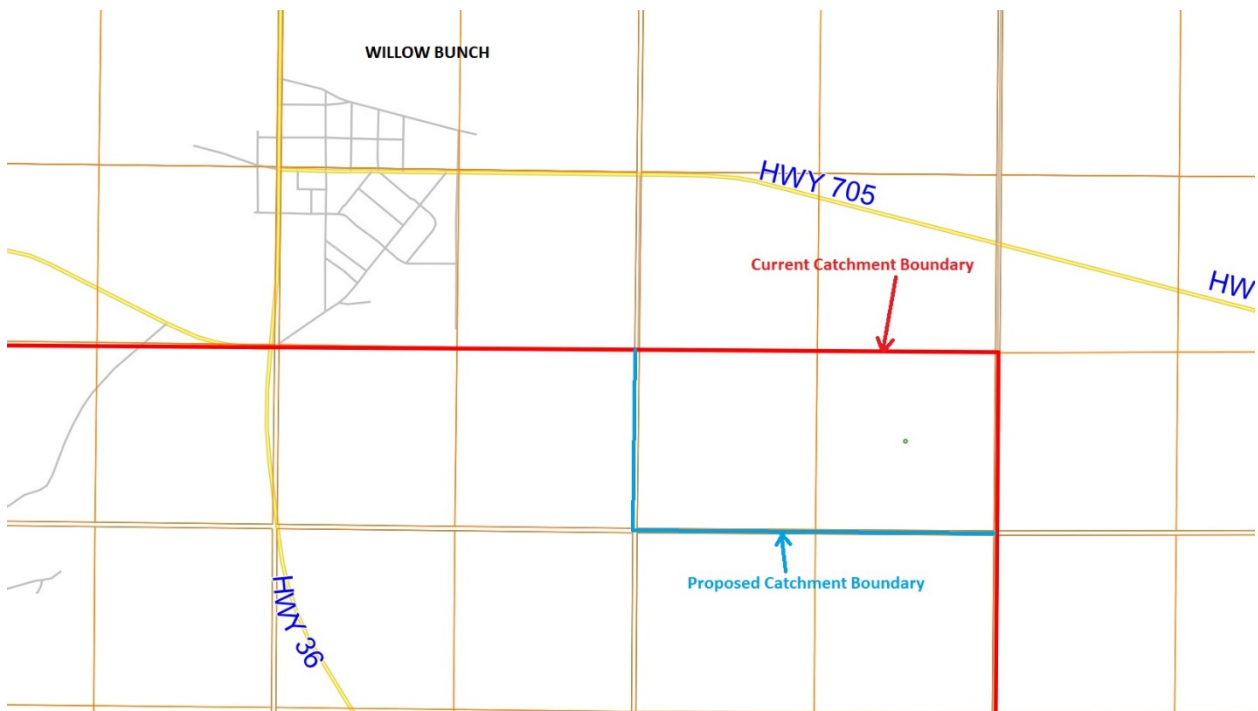 WILLOW BUNCH
HWY 705
Current Catchment Boundary
HW
Proposed Catchment Boundary
HWY 36